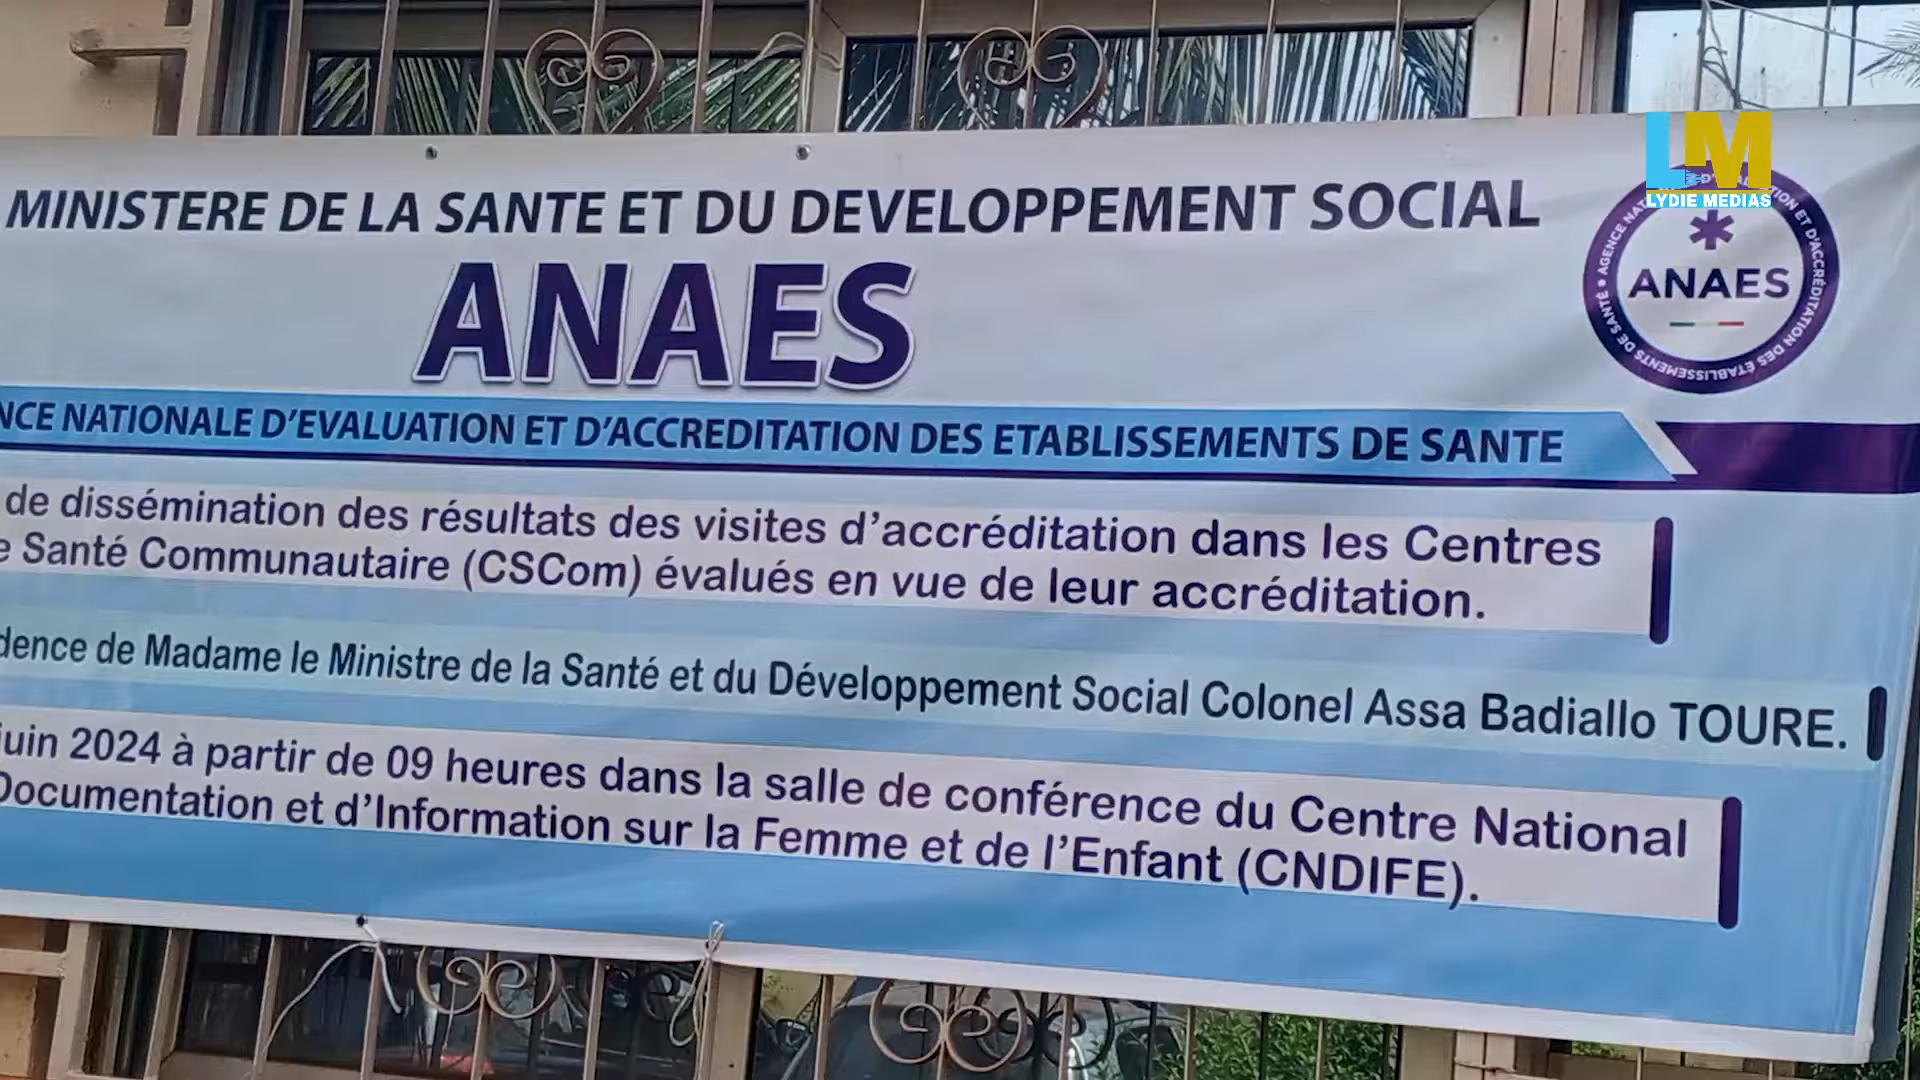 LM
LYDIE MEDIAS
MINISTERE DE LA SANTE ET DU DEVELOPPEMENT SOCIAL
ANAES
ANAES
DES ÉTABLISSEMENTS DE SANTÉ
NCE NATIONALE D'EVALUATION ET D'ACCREDITATION DES ETABLISSEMENTS DE SANTE
de dissémination des résultats des visites d'accréditation dans les Centres
e Santé Communautaire (CSCom) évalués en vue de leur accréditation.
dence de Madame le Ministre de la Santé et du Développement Social Colonel Assa Badiallo TOURE.
juin 2024 à partir de 09 heures dans la salle de conférence du Centre National
Documentation et d'Information sur la Femme et de l'Enfant (CNDIFE).